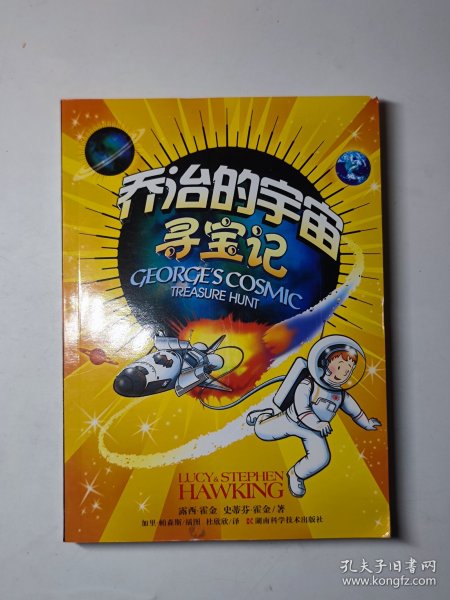 乔治的宇宙
寻宝记
GEORGE'S COSMIC
TREASURE HUNT
LUCY & STEPHEN
HAWKING
露西·霍金 史蒂芬·霍金/著
加里·帕森斯/插图 杜欣欣/译 湖南科学技术出版社
孔夫子旧书网
www.kongfz.com